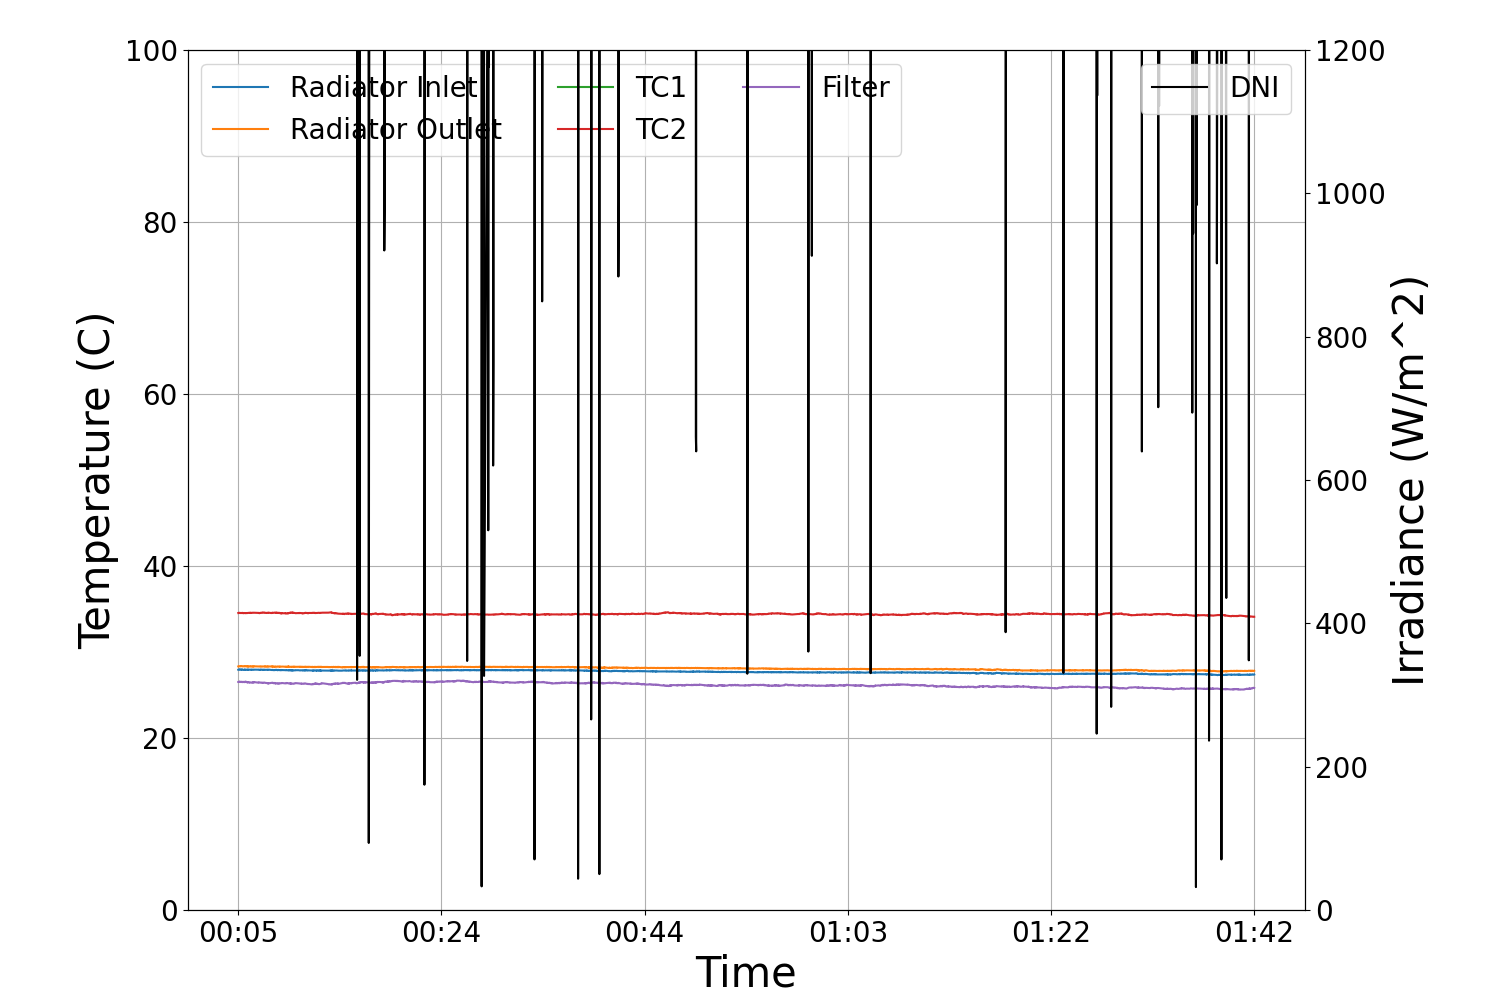 100
80
60
40
20
0
Temperature (C)
Radiator Inlet
Radiator Outlet
TC1
TC2
Filter
DNI
1200
1000
800
600
400
200
0
Irradiance (W/m^2)
00:05 00:24 00:44 01:03 01:22 01:42
Time